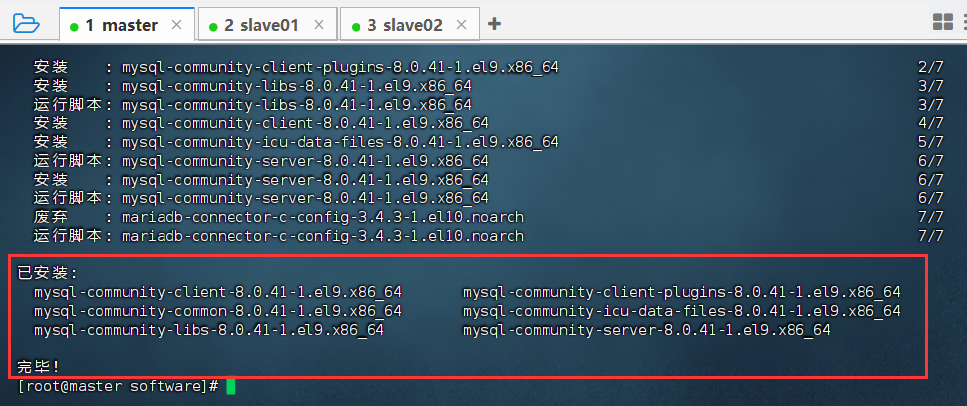 1 master × 2 slave01 × 3 slave02 × +
安装 : mysql-community-client-plugins-8.0.41-1.el9.x86_64 2/7
安装 : mysql-community-libs-8.0.41-1.el9.x86_64 3/7
运行脚本: mysql-community-libs-8.0.41-1.el9.x86_64 3/7
安装 : mysql-community-client-8.0.41-1.el9.x86_64 4/7
安装 : mysql-community-icu-data-files-8.0.41-1.el9.x86_64 5/7
运行脚本: mysql-community-server-8.0.41-1.el9.x86_64 6/7
安装 : mysql-community-server-8.0.41-1.el9.x86_64 6/7
运行脚本: mysql-community-server-8.0.41-1.el9.x86_64 6/7
废弃 : mariadb-connector-c-config-3.4.3-1.el10.noarch 7/7
运行脚本: mariadb-connector-c-config-3.4.3-1.el10.noarch 7/7
已安装:
mysql-community-client-8.0.41-1.el9.x86_64 mysql-community-client-plugins-8.0.41-1.el9.x86_64
mysql-community-common-8.0.41-1.el9.x86_64 mysql-community-icu-data-files-8.0.41-1.el9.x86_64
mysql-community-libs-8.0.41-1.el9.x86_64 mysql-community-server-8.0.41-1.el9.x86_64
完毕!
[root@master software]#